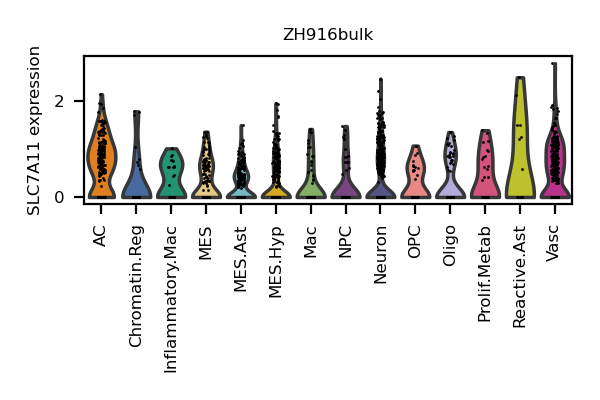 ZH916bulk
SLC7A11 expression
2
0
AC
Chromatin.Reg
Inflammatory.Mac
MES
MES.Ast
MES.Hyp
Mac
NPC
Neuron
OPC
Oligo
Prolif.Metab
Reactive.Ast
Vasc